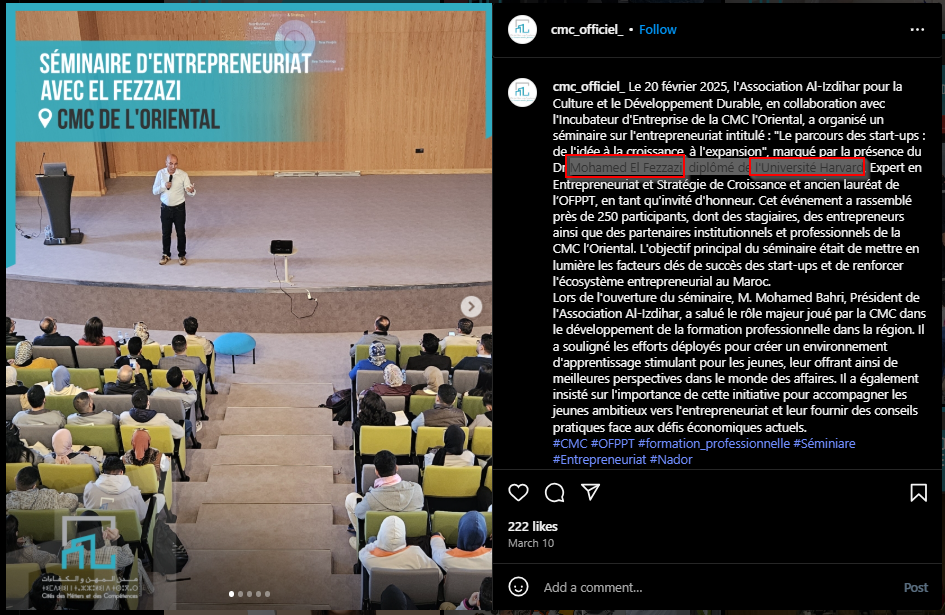 SÉMINAIRE D'ENTREPRENEURIAT
AVEC EL FEZZAZI
CMC DE L'ORIENTAL
مدن المهن و الكفاءات
Cités des Métiers et des Compétences
cmc_officiel_ • Follow
cmc_officiel_ Le 20 février 2025, l'Association Al-Izdihar pour la
Culture et le Développement Durable, en collaboration avec
l'Incubateur d'Entreprise de la CMC l'Oriental, a organisé un
séminaire sur l'entrepreneuriat intitulé : "Le parcours des start-ups :
de l'idée à la croissance, à l'expansion", marqué par la présence du
Dr Mohamed El Fezzazi diplômé de l'Université Harvard Expert en
Entrepreneuriat et Stratégie de Croissance et ancien lauréat de
l'OFPPT, en tant qu'invité d'honneur. Cet événement a rassemblé
près de 250 participants, dont des stagiaires, des entrepreneurs
ainsi que des partenaires institutionnels et professionnels de la
CMC l'Oriental. L'objectif principal du séminaire était de mettre en
lumière les facteurs clés de succès des start-ups et de renforcer
l'écosystème entrepreneurial au Maroc.
Lors de l'ouverture du séminaire, M. Mohamed Bahri, Président de
l'Association Al-Izdihar, a salué le rôle majeur joué par la CMC dans
le développement de la formation professionnelle dans la région. Il
a souligné les efforts déployés pour créer un environnement
d'apprentissage stimulant pour les jeunes, leur offrant ainsi de
meilleures perspectives dans le monde des affaires. Il a également
insisté sur l'importance de cette initiative pour accompagner les
jeunes ambitieux vers l'entrepreneuriat et leur fournir des conseils
pratiques face aux défis économiques actuels.
#CMC #OFPPT #formation_professionnelle #Séminiare
#Entrepreneuriat #Nador
222 likes
March 10
Add a comment...
Post